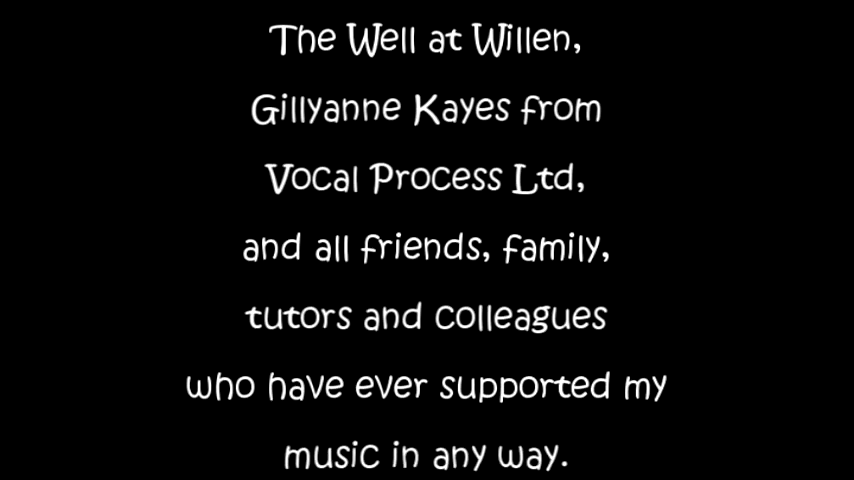 The Well at Willen,
Gillyanne Kayes from
Vocal Process Ltd,
and all friends, family,
tutors and colleagues
who have ever supported my
music in any way.